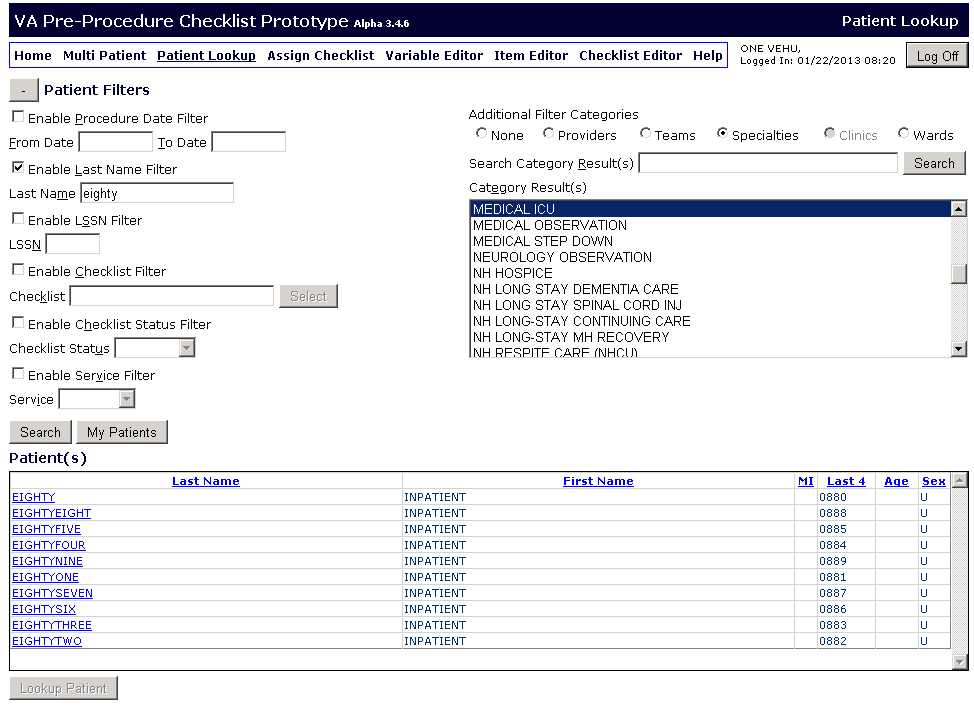 VA Pre-Procedure Checklist Prototype Alpha 3.4.6 Patient Lookup
Home Multi Patient Patient Lookup Assign Checklist Variable Editor Item Editor Checklist Editor Help
ONE VEHU,
Logged In: 01/22/2013 08:20
Log Off
- Patient Filters
Enable Procedure Date Filter
From Date To Date
Enable Last Name Filter
Last Name eighty
Enable LSSN Filter
LSSN
Enable Checklist Filter
Checklist Select
Enable Checklist Status Filter
Checklist Status
Enable Service Filter
Service
Search My Patients
Additional Filter Categories
None Providers Teams Specialties Clinics Wards
Search Category Result(s) Search
Category Result(s)
MEDICAL ICU
MEDICAL OBSERVATION
MEDICAL STEP DOWN
NEUROLOGY OBSERVATION
NH HOSPICE
NH LONG STAY DEMENTIA CARE
NH LONG STAY SPINAL CORD INJ
NH LONG-STAY CONTINUING CARE
NH LONG-STAY MH RECOVERY
NH RESPITE CARE (NHCU)
Patient(s)
Last Name First Name MI Last 4 Age Sex
EIGHTY INPATIENT 0880 U
EIGHTYEIGHT INPATIENT 0888 U
EIGHTYFIVE INPATIENT 0885 U
EIGHTYFOUR INPATIENT 0884 U
EIGHTYNINE INPATIENT 0889 U
EIGHTYONE INPATIENT 0881 U
EIGHTYSEVEN INPATIENT 0887 U
EIGHTYSIX INPATIENT 0886 U
EIGHTYTHREE INPATIENT 0883 U
EIGHTYTWO INPATIENT 0882 U
Lookup Patient